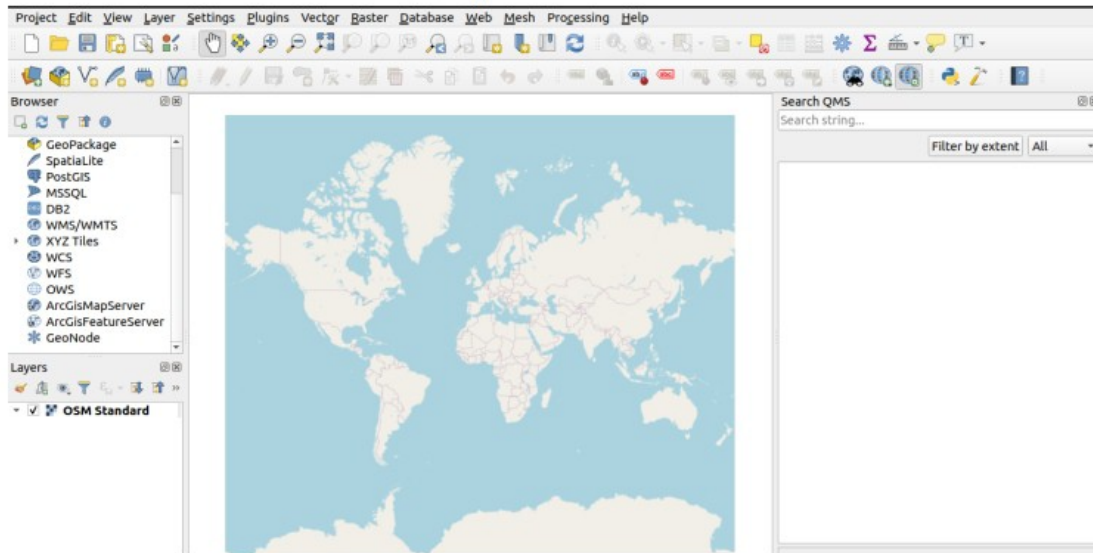 Project Edit View Layer Settings Plugins Vector Raster Database Web Mesh Processing Help
Browser
GeoPackage
SpatiaLite
PostGIS
MSSQL
DB2
WMS/WMTS
XYZ Tiles
WCS
WFS
OWS
ArcGisMapServer
ArcGisFeatureServer
GeoNode
Layers
OSM Standard
Search QMS
Search string...
Filter by extent All